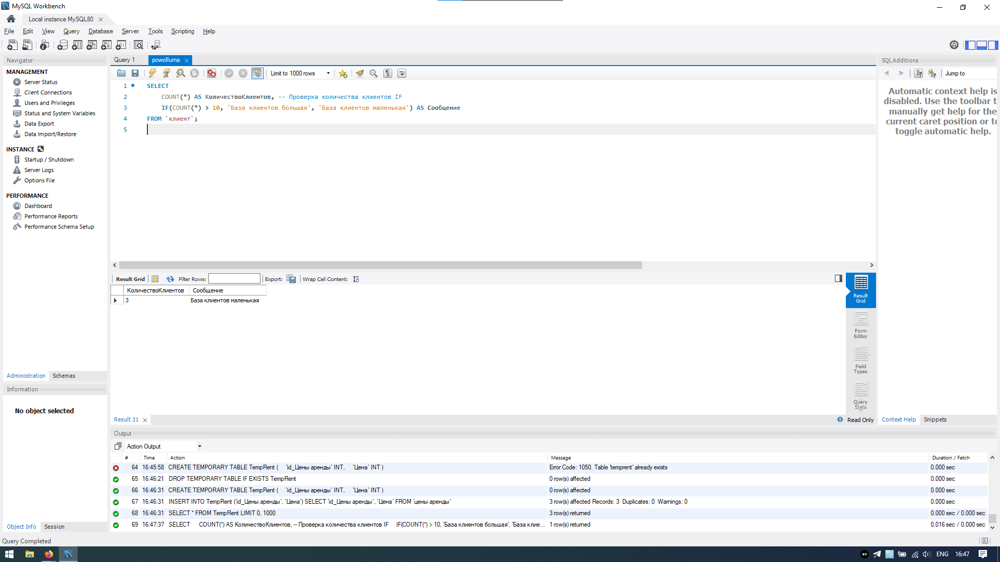 MySQL Workbench
Local instance MySQL80
File Edit View Query Database Server Tools Scripting Help
Navigator
MANAGEMENT
Server Status
Client Connections
Users and Privileges
Status and System Variables
Data Export
Data Import/Restore
INSTANCE
Startup / Shutdown
Server Logs
Options File
PERFORMANCE
Dashboard
Performance Reports
Performance Schema Setup
Administration Schemas
Information
No object selected
Object Info Session
Query 1 powolluma
Limit to 1000 rows
1 SELECT
2 COUNT(*) AS КоличествоКлиентов, -- Проверка количества клиентов IF
3 IF(COUNT(*) > 10, 'База клиентов большая', 'База клиентов маленькая') AS Сообщение
4 FROM `клиент`;
5
Result Grid Filter Rows: Export: Wrap Cell Content:
КоличествоКлиентов Сообщение
3 База клиентов маленькая
Result Grid
Form Editor
Field Types
Query Stats
Result 31 Read Only
SQLAdditions
Jump to
Automatic context help is
disabled. Use the toolbar t
manually get help for the
current caret position or to
toggle automatic help.
Context Help Snippets
Output
Action Output
# Time Action Message Duration / Fetch
64 16:45:58 CREATE TEMPORARY TABLE TempRent ( `id_Цены аренды` INT, `Цена` INT ) Error Code: 1050. Table 'temprent' already exists 0.000 sec
65 16:46:21 DROP TEMPORARY TABLE IF EXISTS TempRent 0 row(s) affected 0.000 sec
66 16:46:31 CREATE TEMPORARY TABLE TempRent ( `id_Цены аренды` INT, `Цена` INT ) 0 row(s) affected 0.000 sec
67 16:46:31 INSERT INTO TempRent (`id_Цены аренды`, `Цена`) SELECT `id_Цены аренды`, `Цена` FROM `цены аренды` 3 row(s) affected Records: 3 Duplicates: 0 Warnings: 0 0.000 sec
68 16:46:31 SELECT * FROM TempRent LIMIT 0, 1000 3 row(s) returned 0.000 sec / 0.000 sec
69 16:47:37 SELECT COUNT(*) AS КоличествоКлиентов, -- Проверка количества клиентов IF IF(COUNT(*) > 10, 'База клиентов большая', 'База клие... 1 row(s) returned 0.016 sec / 0.000 sec
Query Completed
ENG 16:47